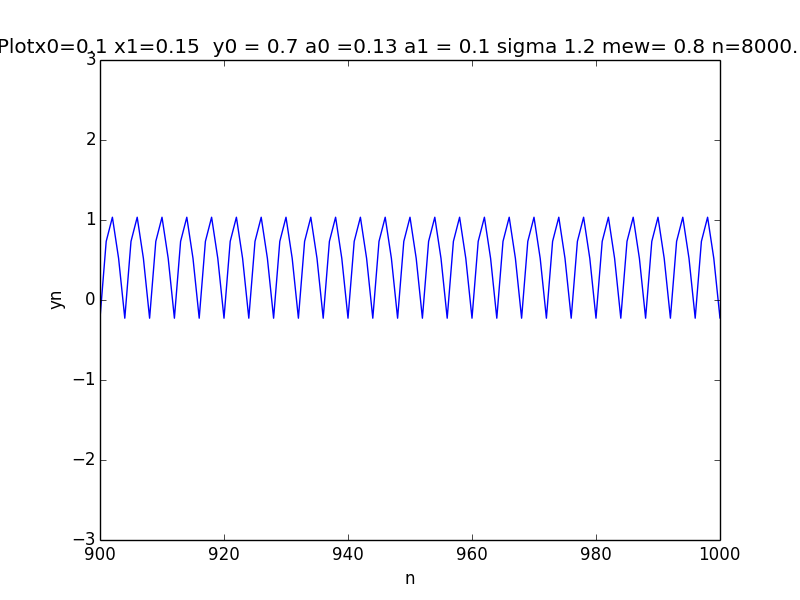 Plotx0=0.1 x1=0.15  y0 = 0.7 a0 =0.13 a1 = 0.1 sigma 1.2 mew= 0.8 n=8000.
3
2
1
0
−1
−2
−3
yn
900 920 940 960 980 1000
n